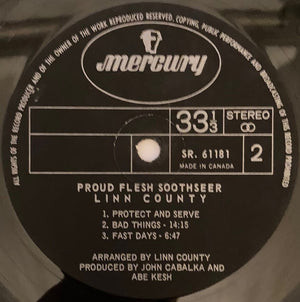 ALL RIGHTS OF THE RECORD PRODUCER AND OF THE OWNER OF THE WORK REPRODUCED RESERVED. COPYING, PUBLIC PERFORMANCE AND BROADCASTING OF THIS RECORD PROHIBITED
mercury
33 1/3 STEREO
SR. 61181
MADE IN CANADA
2
PROUD FLESH SOOTHSEER
LINN COUNTY
1. PROTECT AND SERVE
2. BAD THINGS - 14:15
3. FAST DAYS - 6:47
ARRANGED BY LINN COUNTY
PRODUCED BY JOHN CABALKA AND
ABE KESH